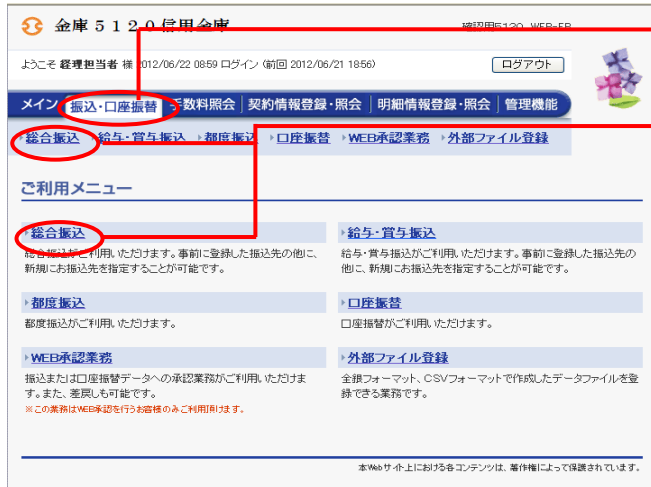 金庫5120信用金庫
確認用5120 WEB-FB
ようこそ 経理担当者 様 2012/06/22 0859 ログイン (前回 2012/06/21 1856)
ログアウト
メイン 振込・口座振替 手数料照会 契約情報登録・照会 明細情報登録・照会 管理機能
総合振込 給与・賞与振込 都度振込 口座振替 WEB承認業務 外部ファイル登録
ご利用メニュー
総合振込
総合振込がご利用いただけます。事前に登録した振込先の他に、
新規にお振込先を指定することが可能です。
給与・賞与振込
給与・賞与振込がご利用いただけます。事前に登録した振込先の
他に、新規にお振込先を指定することが可能です。
都度振込
都度振込がご利用いただけます。
口座振替
口座振替がご利用いただけます。
WEB承認業務
振込または口座振替データへの承認業務がご利用いただけま
す。また、差戻しも可能です。
※この業務はWEB承認を行うお客様のみご利用頂けます。
外部ファイル登録
全銀フォーマット、CSVフォーマットで作成したデータファイルを登
録できる業務です。
本Webサイト上における各コンテンツは、著作権によって保護されています。